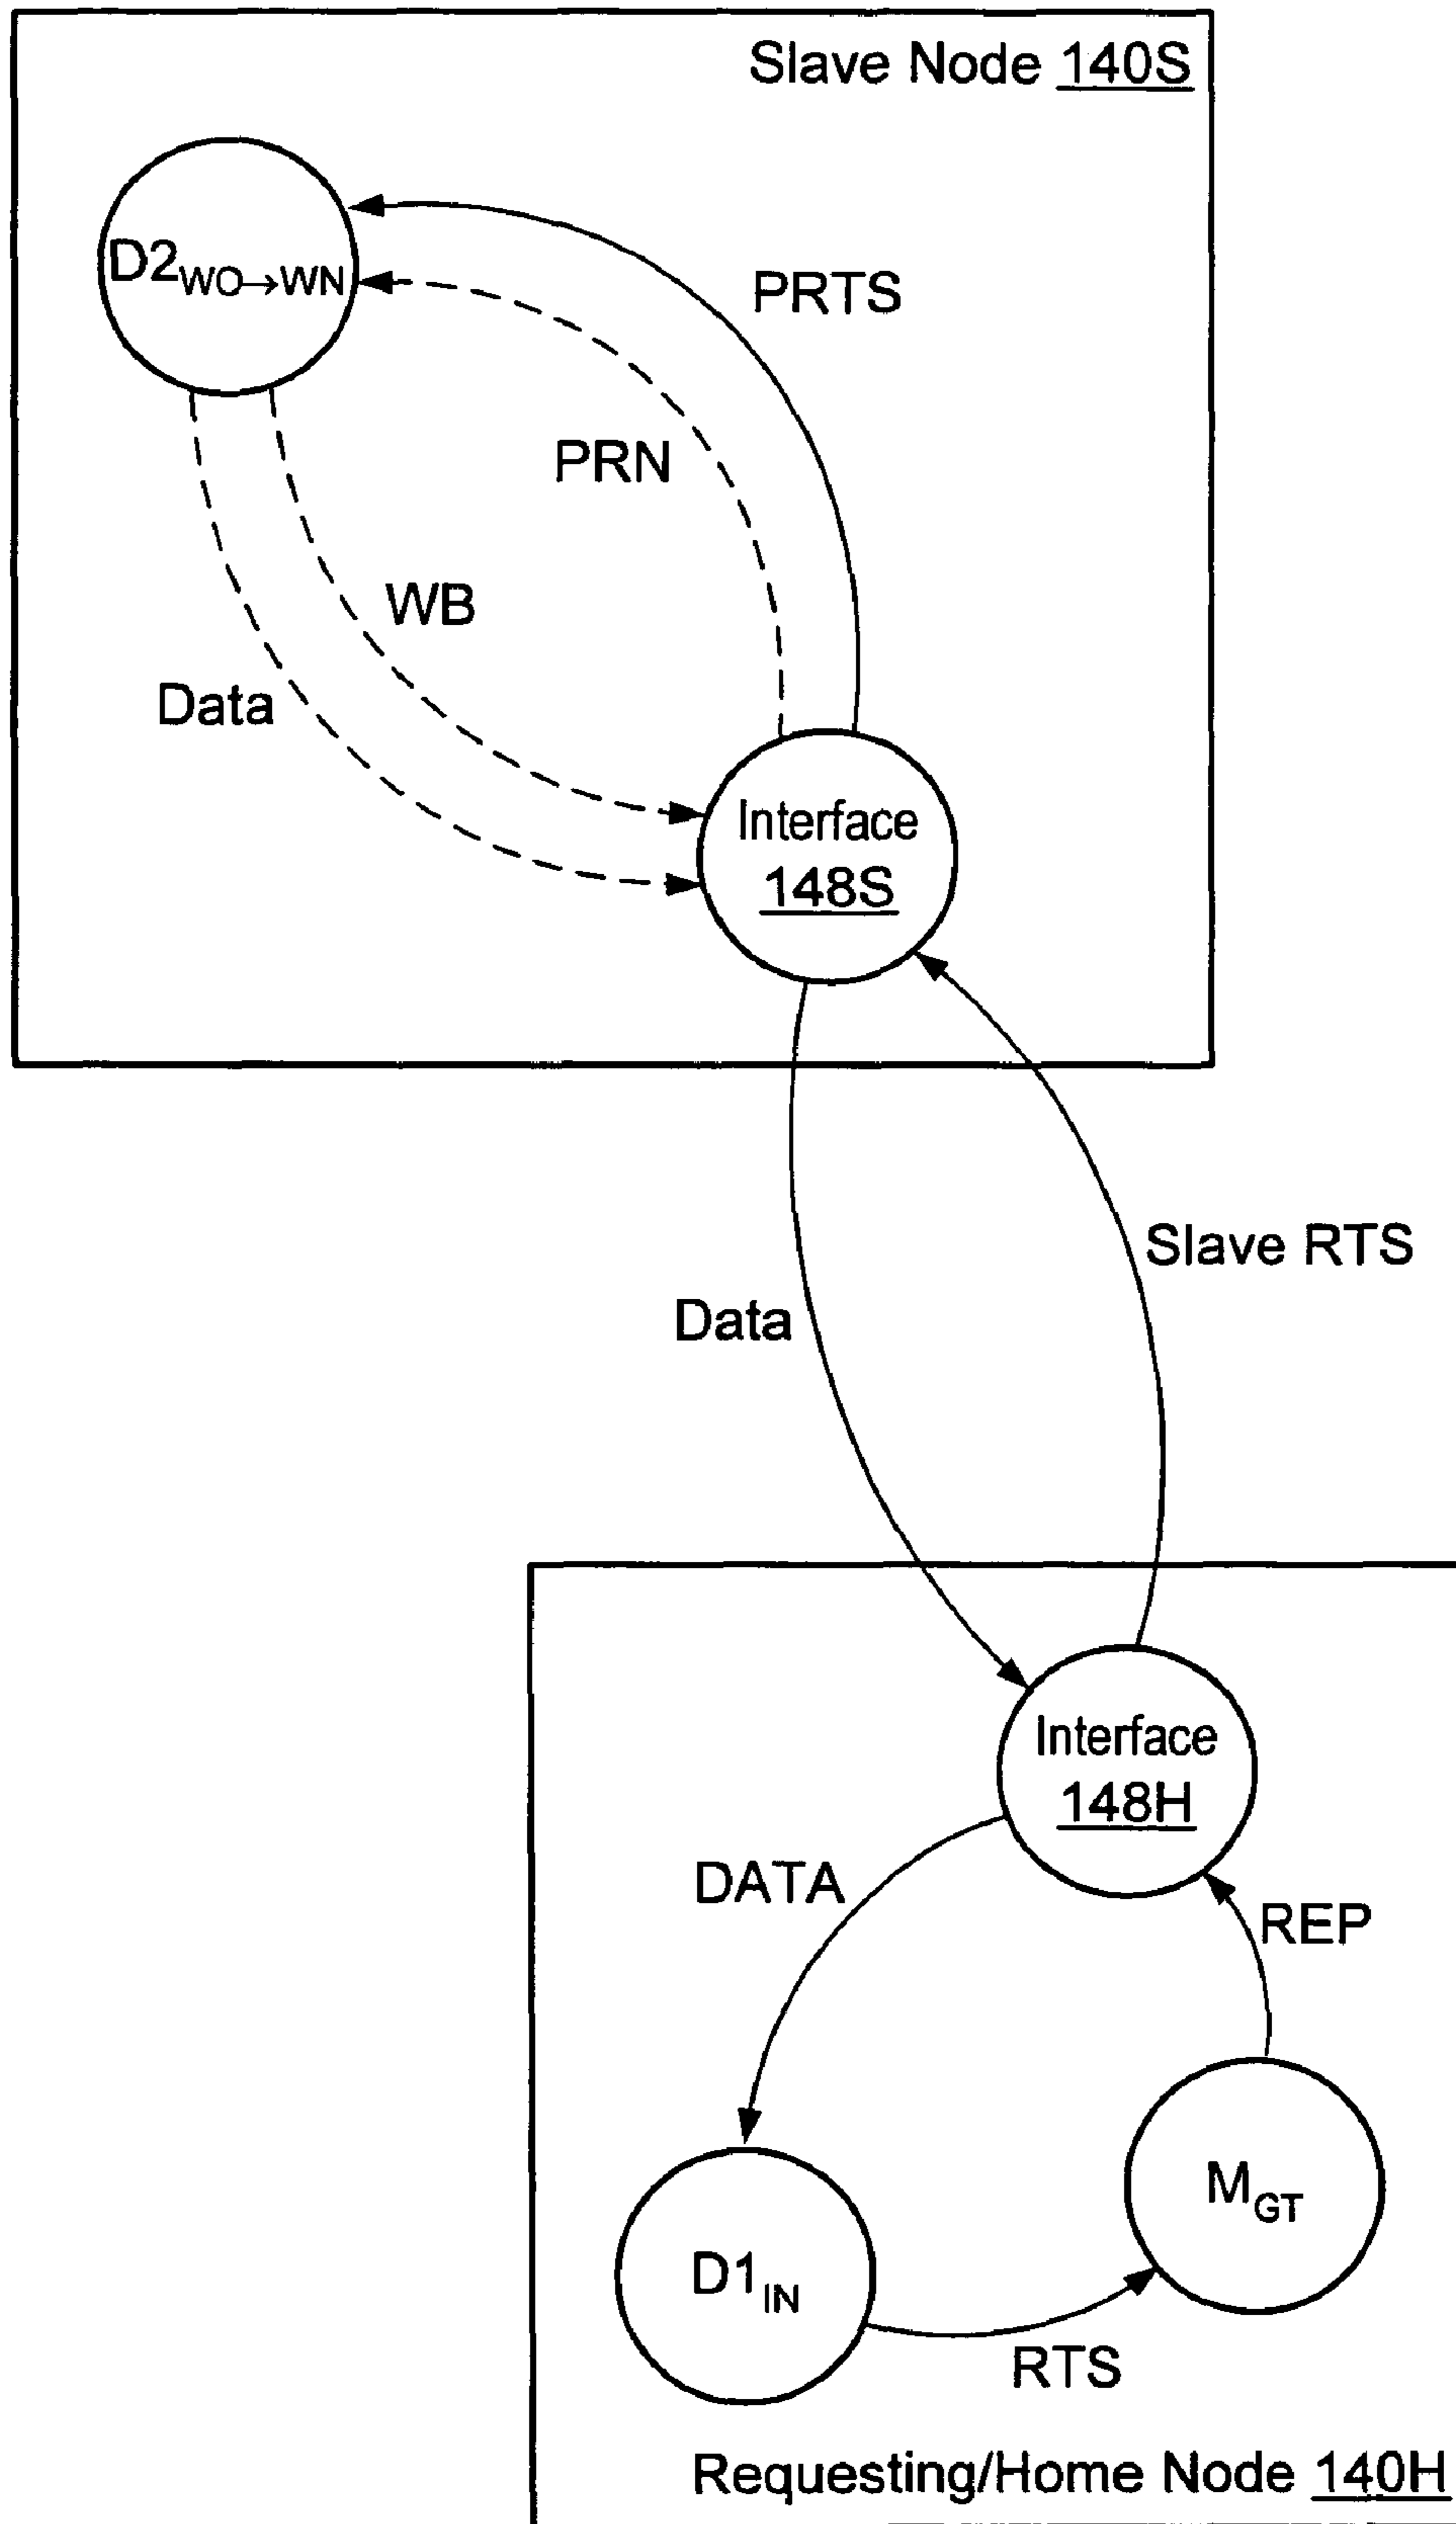 Slave Node 140S
D2WO→WN
PRTS
PRN
WB
Data
Interface
148S
Slave RTS
Data
Interface
148H
DATA
REP
MGT
D1IN
RTS
Requesting/Home Node 140H